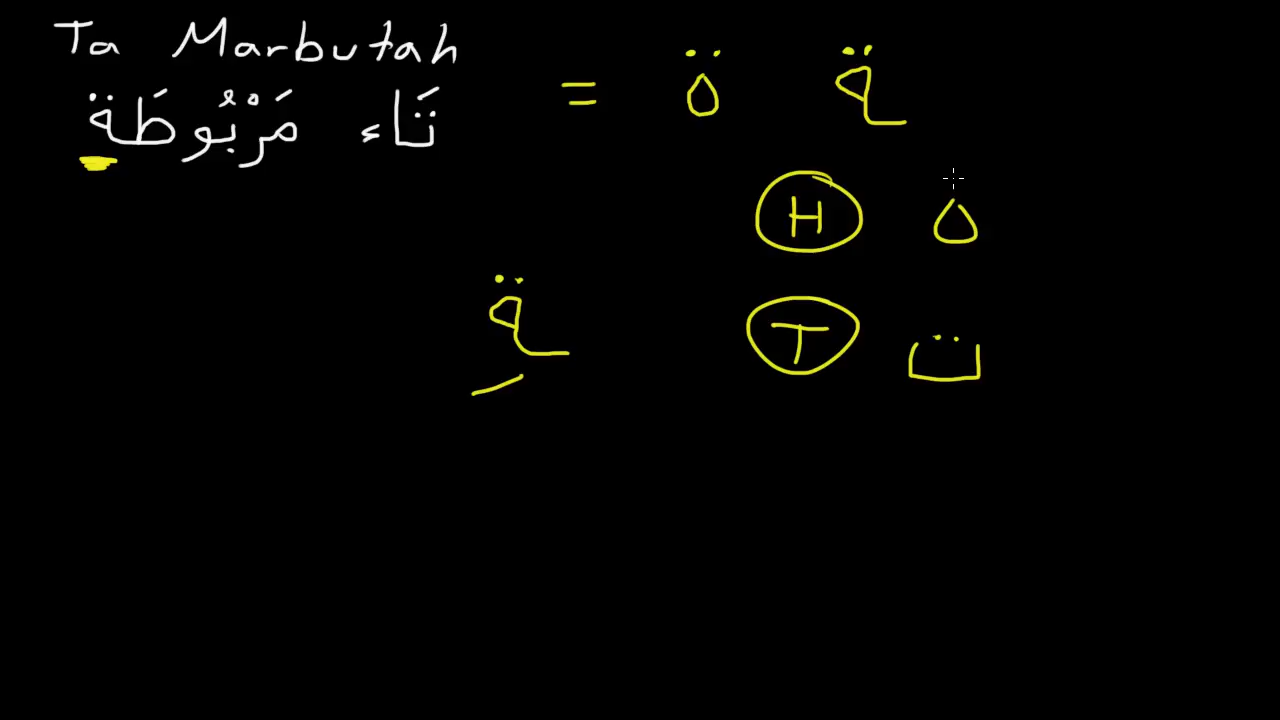 Ta Marbutah
تَاء مَرْبُوطَة = ة ـة
H ه
ـة
T ت